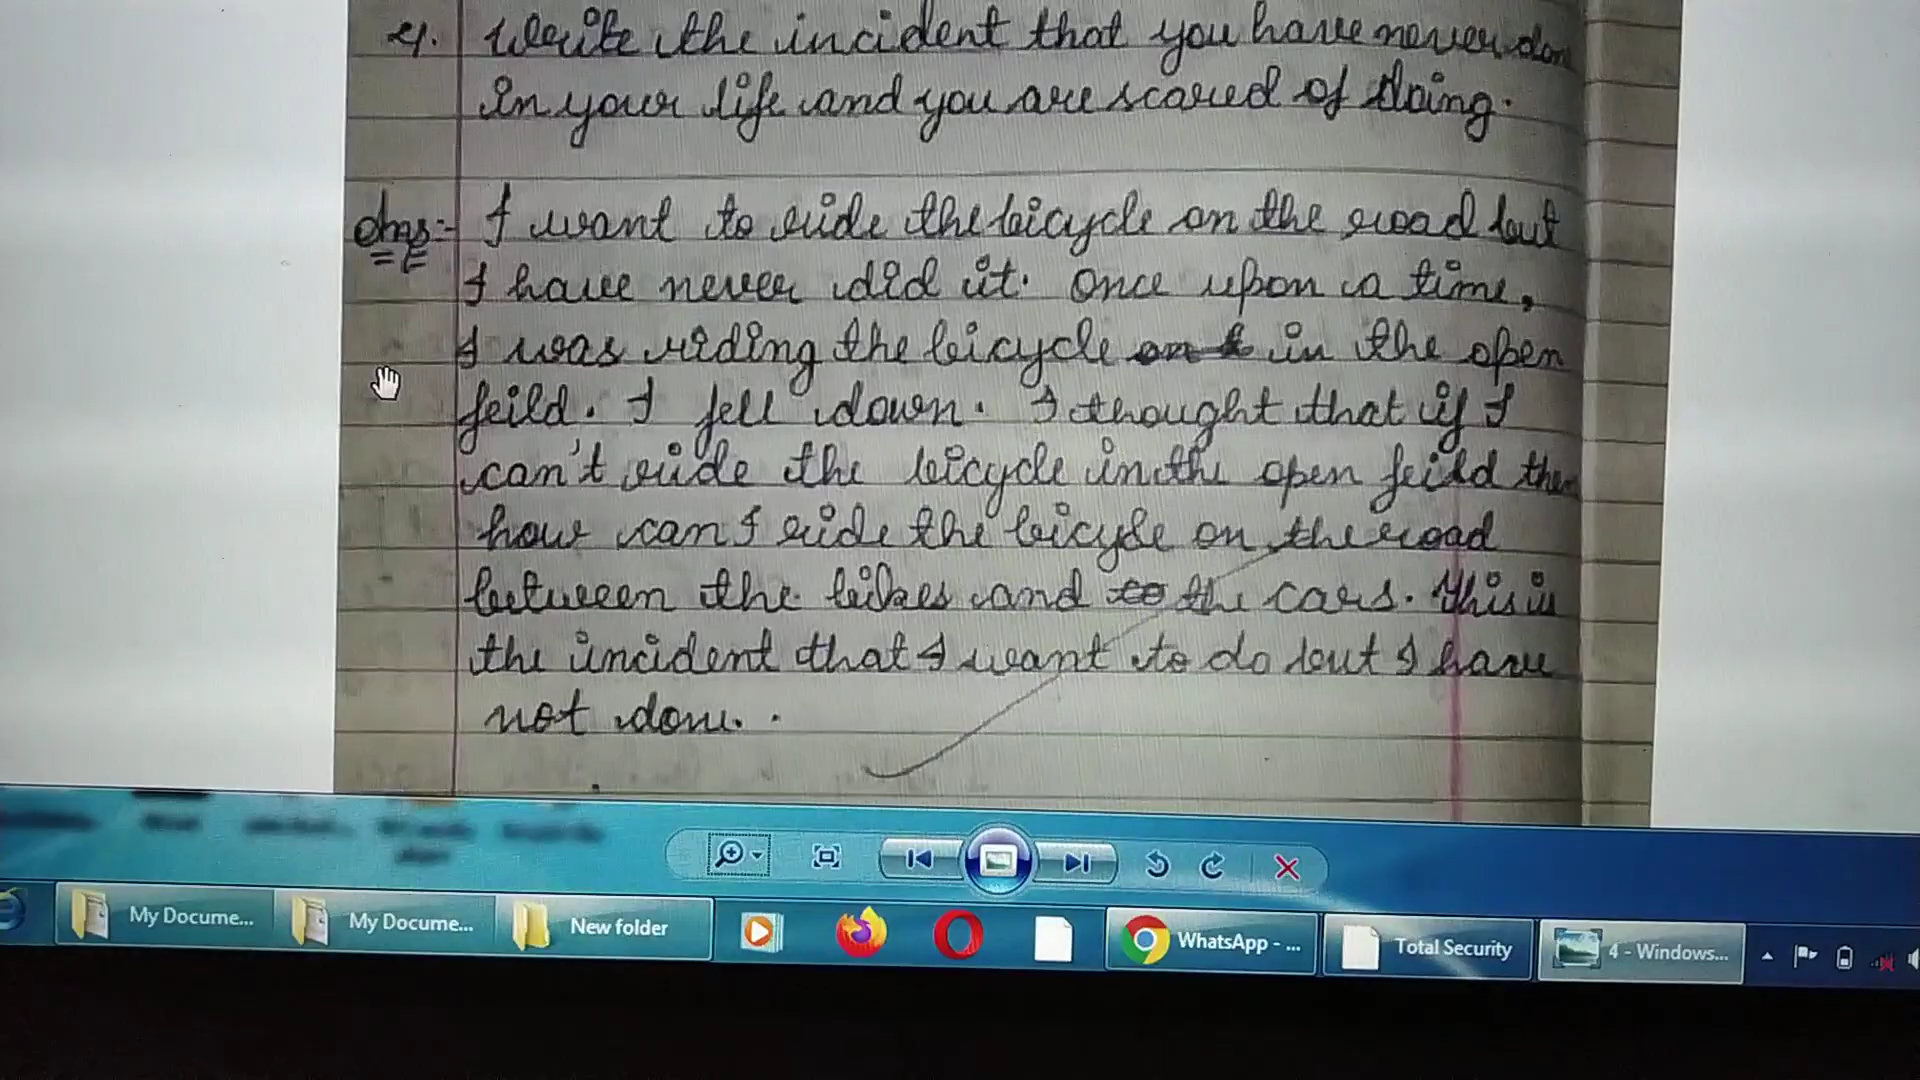 4. Write the incident that you have never don
in your life and you are scared of doing.
Ans:- I want to ride the bicycle on the road but
I have never did it. Once upon a time,
I was riding the bicycle in the open
feild. I fell down. I thought that if I
can't ride the bicycle in the open feild then
how can I ride the bicycle on the road
between the bikes and the cars. This is
the incident that I want to do but I have
not done.
My Docume...
My Docume...
New folder
WhatsApp - ...
Total Security
4 - Windows...